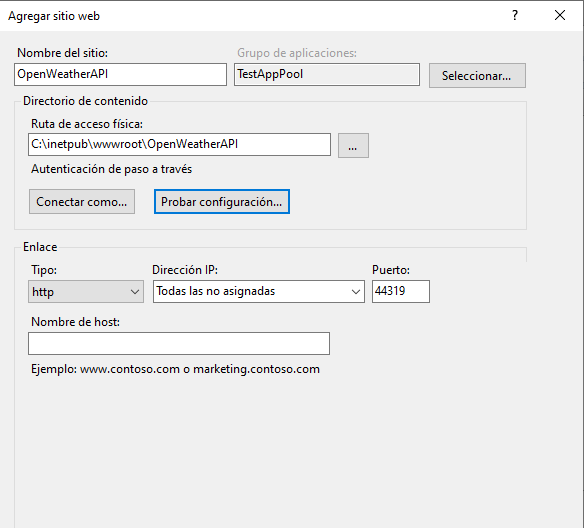 Agregar sitio web
?
Nombre del sitio:
Grupo de aplicaciones:
OpenWeatherAPI
TestAppPool
Seleccionar...
Directorio de contenido
Ruta de acceso física:
C:\inetpub\wwwroot\OpenWeatherAPI
...
Autenticación de paso a través
Conectar como...
Probar configuración...
Enlace
Tipo:
Dirección IP:
Puerto:
http
Todas las no asignadas
44319
Nombre de host:
Ejemplo: www.contoso.com o marketing.contoso.com